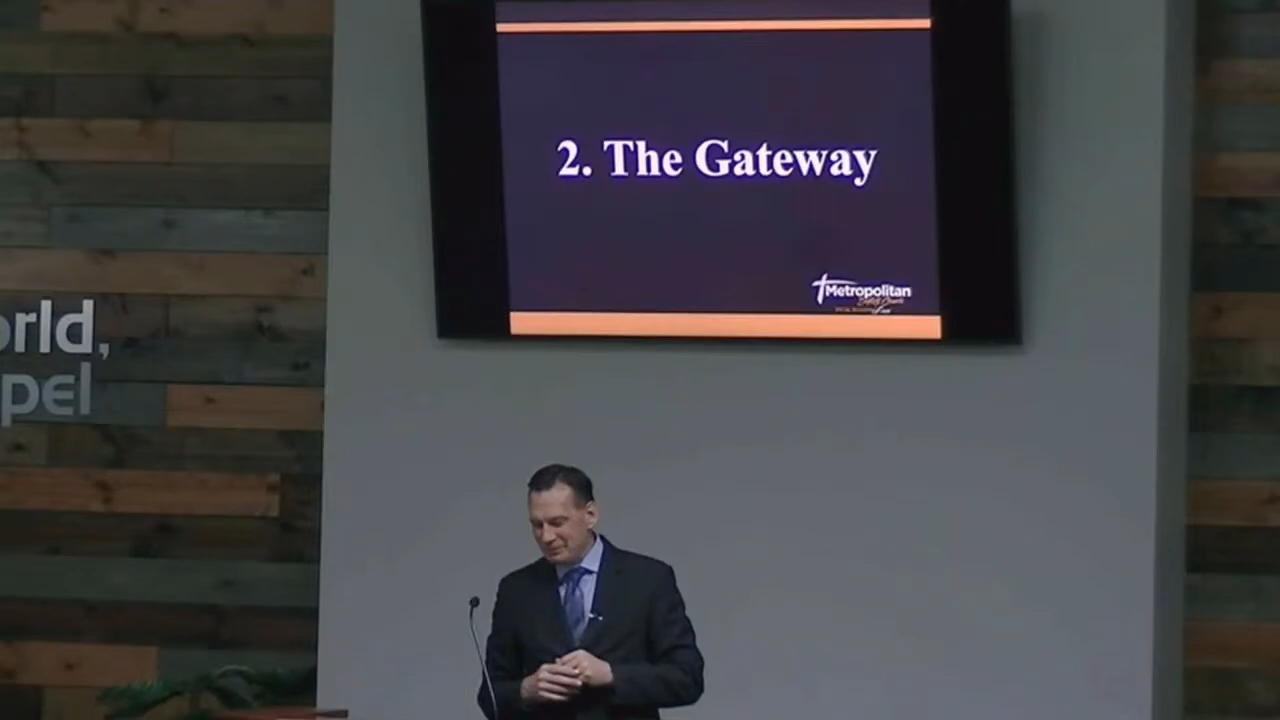 2. The Gateway
Metropolitan
orld,
pel